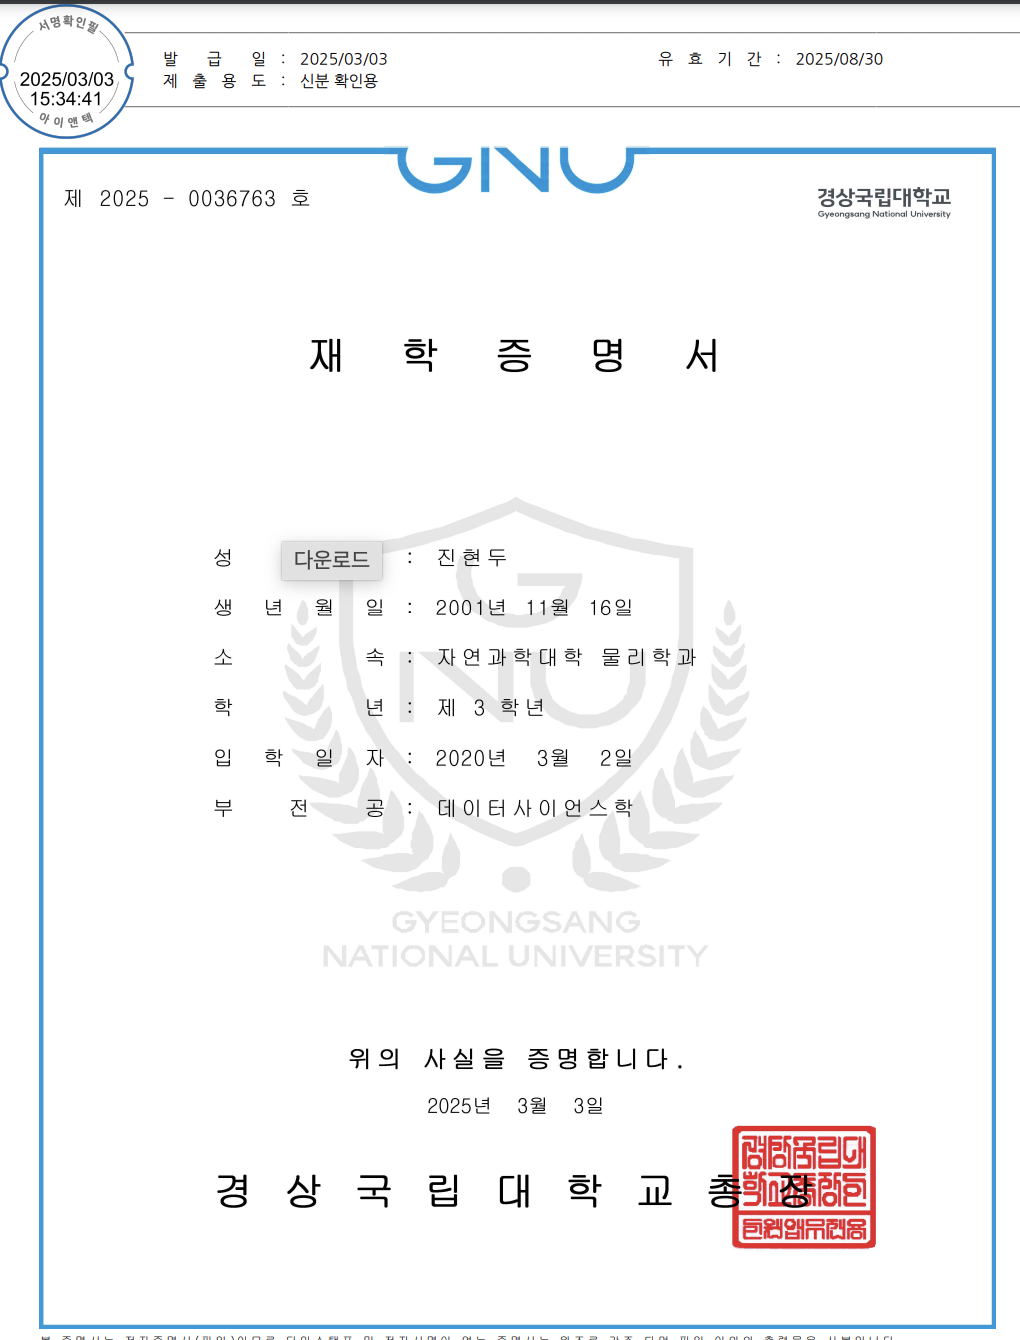 서명확인필
2025/03/03
15:34:41
아이앤텍
발 급 일 : 2025/03/03
유 효 기 간 : 2025/08/30
제 출 용 도 : 신분 확인용
GNU
제 2025 - 0036763 호
경상국립대학교
Gyeongsang National University
재 학 증 명 서
성 : 진현두
다운로드
생 년 월 일 : 2001년 11월 16일
소 속 : 자연과학대학 물리학과
학 년 : 제 3 학년
입 학 일 자 : 2020년 3월 2일
부 전 공 : 데이터사이언스학
GNU
GYEONGSANG
NATIONAL UNIVERSITY
위의 사실을 증명합니다.
2025년 3월 3일
경 상 국 립 대 학 교 총 장